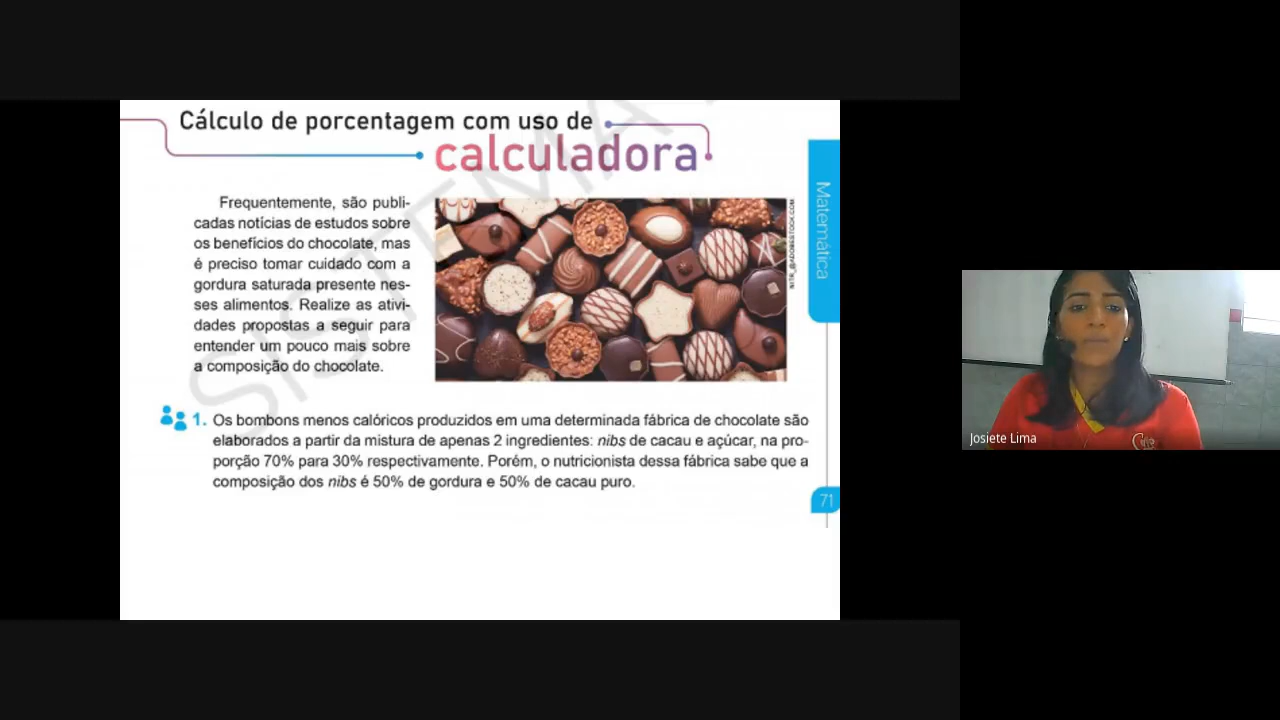 Cálculo de porcentagem com uso de
calculadora
Frequentemente, são publi-
cadas notícias de estudos sobre
os benefícios do chocolate, mas
é preciso tomar cuidado com a
gordura saturada presente nes-
ses alimentos. Realize as ativi-
dades propostas a seguir para
entender um pouco mais sobre
a composição do chocolate.
NITR_@ADOBESTOCK.COM
Matemática
1. Os bombons menos calóricos produzidos em uma determinada fábrica de chocolate são
elaborados a partir da mistura de apenas 2 ingredientes: nibs de cacau e açúcar, na pro-
porção 70% para 30% respectivamente. Porém, o nutricionista dessa fábrica sabe que a
composição dos nibs é 50% de gordura e 50% de cacau puro.
71
SISTEMA
Josiete Lima